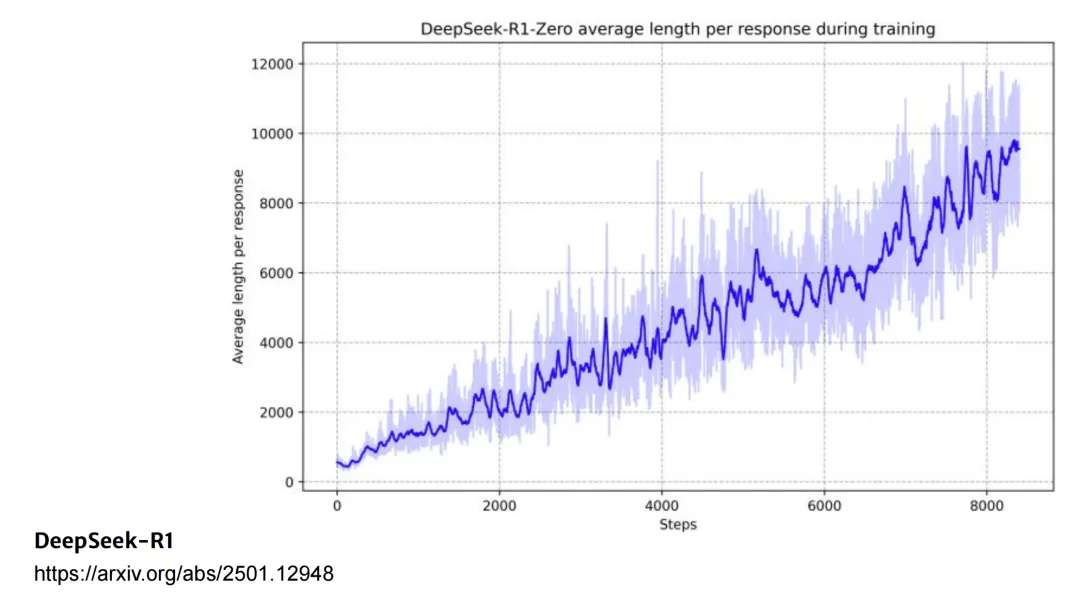 DeepSeek-R1-Zero average length per response during training
12000
10000
8000
6000
4000
2000
0
Average length per response
0 2000 4000 6000 8000
Steps
DeepSeek-R1
https://arxiv.org/abs/2501.12948